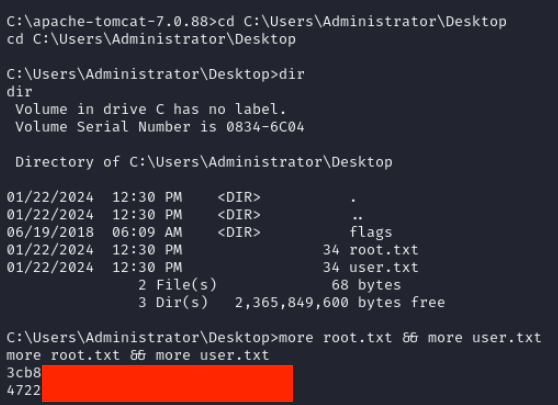 C:\apache-tomcat-7.0.88>cd C:\Users\Administrator\Desktop
cd C:\Users\Administrator\Desktop
C:\Users\Administrator\Desktop>dir
dir
Volume in drive C has no label.
Volume Serial Number is 0834-6C04
Directory of C:\Users\Administrator\Desktop
01/22/2024  12:30 PM    <DIR>          .
01/22/2024  12:30 PM    <DIR>          ..
06/19/2018  06:09 AM    <DIR>          flags
01/22/2024  12:30 PM                34 root.txt
01/22/2024  12:30 PM                34 user.txt
2 File(s)             68 bytes
3 Dir(s)   2,365,849,600 bytes free
C:\Users\Administrator\Desktop>more root.txt && more user.txt
more root.txt && more user.txt
3cb8
4722